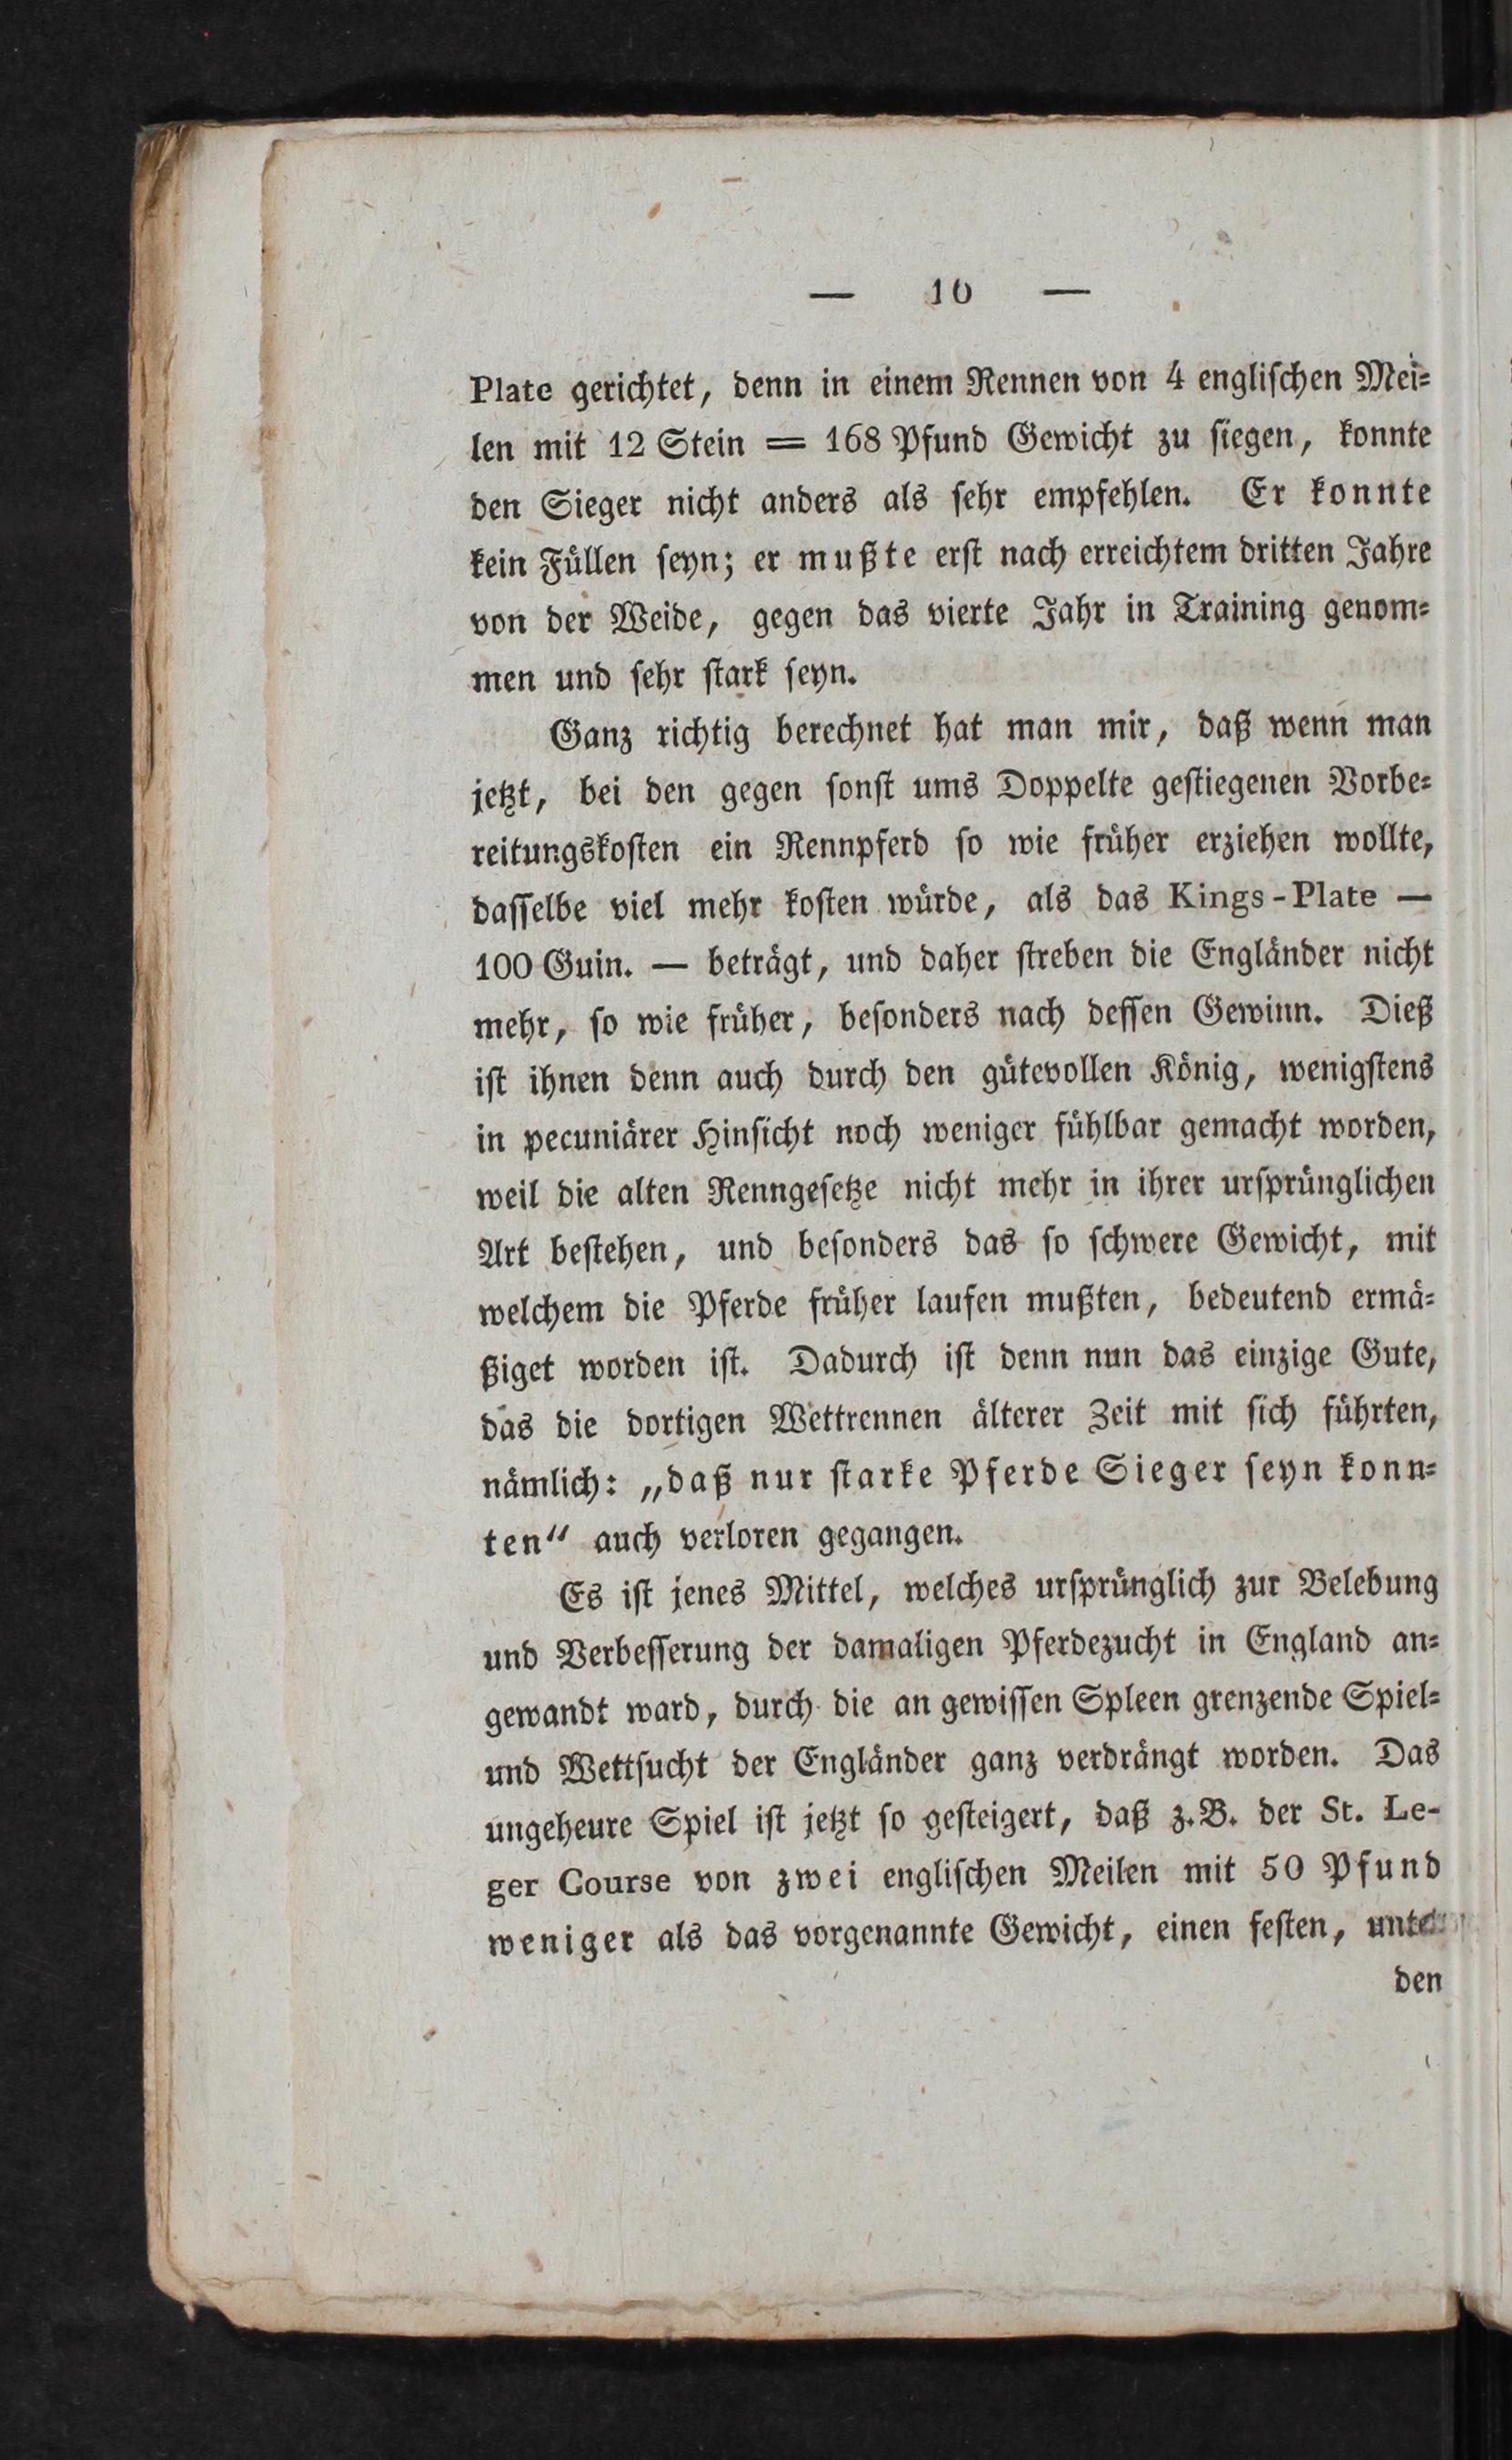 — 10 —
Plate gerichtet, denn in einem Rennen von 4 englischen Mei-
len mit 12 Stein = 168 Pfund Gewicht zu siegen, konnte
den Sieger nicht anders als sehr empfehlen. Er konnte
kein Füllen seyn; er mußte erst nach erreichtem dritten Jahre
von der Weide, gegen das vierte Jahr in Training genom-
men und sehr stark seyn.
Ganz richtig berechnet hat man mir, daß wenn man
jetzt, bei den gegen sonst ums Doppelte gestiegenen Vorbe-
reitungskosten ein Rennpferd so wie früher erziehen wollte,
dasselbe viel mehr kosten würde, als das Kings-Plate —
100 Guin. — beträgt, und daher streben die Engländer nicht
mehr, so wie früher, besonders nach dessen Gewinn. Dieß
ist ihnen denn auch durch den gütevollen König, wenigstens
in pecuniärer Hinsicht noch weniger fühlbar gemacht worden,
weil die alten Renngesetze nicht mehr in ihrer ursprünglichen
Art bestehen, und besonders das so schwere Gewicht, mit
welchem die Pferde früher laufen mußten, bedeutend ermä-
ßiget worden ist. Dadurch ist denn nun das einzige Gute,
das die dortigen Wettrennen älterer Zeit mit sich führten,
nämlich: „daß nur starke Pferde Sieger seyn konn-
ten“ auch verloren gegangen.
Es ist jenes Mittel, welches ursprünglich zur Belebung
und Verbesserung der damaligen Pferdezucht in England an-
gewandt ward, durch die an gewissen Spleen grenzende Spiel-
und Wettsucht der Engländer ganz verdrängt worden. Das
ungeheure Spiel ist jetzt so gesteigert, daß z.B. der St. Le-
ger Course von zwei englischen Meilen mit 50 Pfund
weniger als das vorgenannte Gewicht, einen festen, unter
den